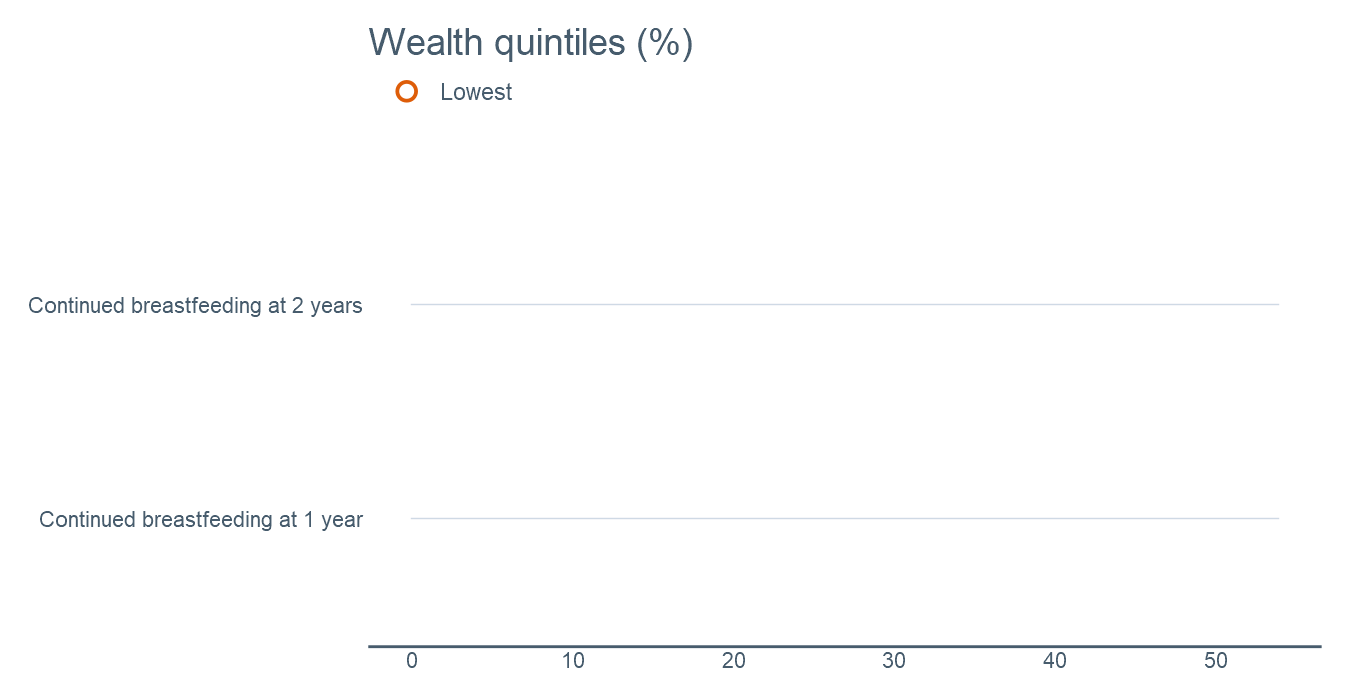 Wealth quintiles (%)
Lowest
Continued breastfeeding at 2 years
Continued breastfeeding at 1 year
0 10 20 30 40 50